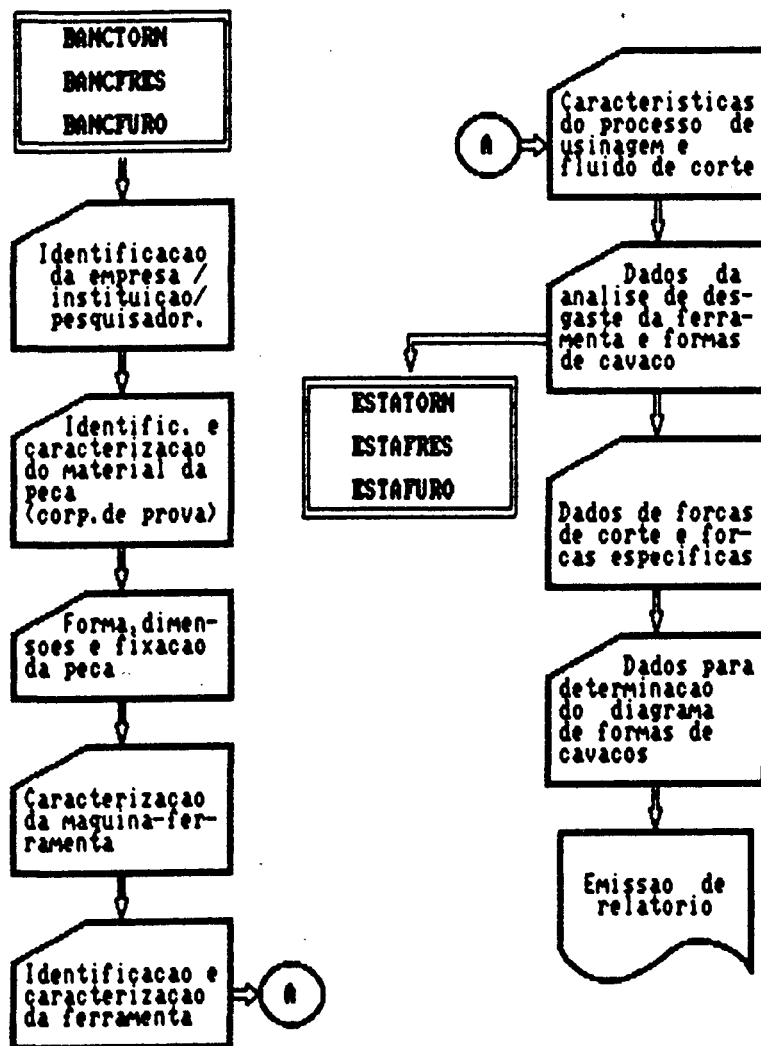 BANCTORN
BANCFRES
BANCFURO
Identificacao
da empresa /
instituiçao/
pesquisador.
Identific. e
caracterizacao
do material da
peca
(corp.de prova)
Forma,dimen-
soes e fixacao
da peca
Caracterizaçao
da maquina-fer-
ramenta
Identificacao e
caracterizacao
da ferramenta
A
A
Caracteristicas
do processo de
usinagem e
fluido de corte
Dados da
analise de des-
gaste da ferra-
menta e formas
de cavaco
ESTATORN
ESTAFRES
ESTAFURO
Dados de forcas
de corte e for-
cas especificas
Dados para
determinacao
do diagrama
de formas de
cavacos
Emissao de
relatorio